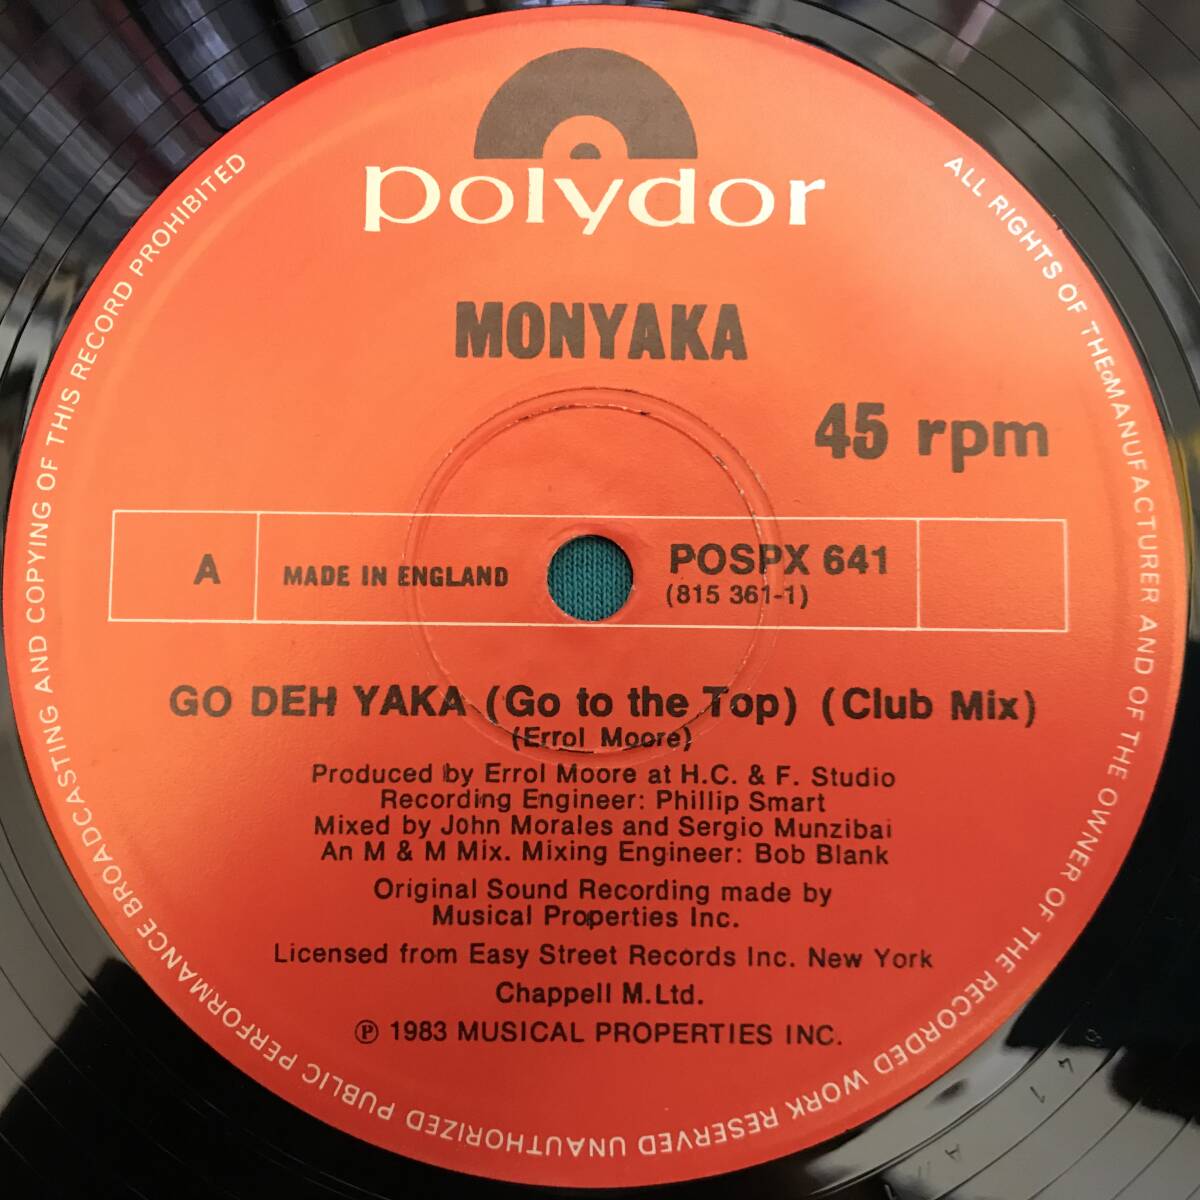 polydor
MONYAKA
45 rpm
A
MADE IN ENGLAND
POSPX 641
(815 361-1)
GO DEH YAKA (Go to the Top) (Club Mix)
(Errol Moore)
Produced by Errol Moore at H.C. & F. Studio
Recording Engineer: Phillip Smart
Mixed by John Morales and Sergio Munzibai
An M & M Mix. Mixing Engineer: Bob Blank
Original Sound Recording made by
Musical Properties Inc.
Licensed from Easy Street Records Inc. New York
Chappell M.Ltd.
℗ 1983 MUSICAL PROPERTIES INC.
ALL RIGHTS OF THE MANUFACTURER AND OF THE OWNER OF THE RECORDED WORK RESERVED UNAUTHORIZED PUBLIC PERFORMANCE BROADCASTING AND COPYING OF THIS RECORD PROHIBITED